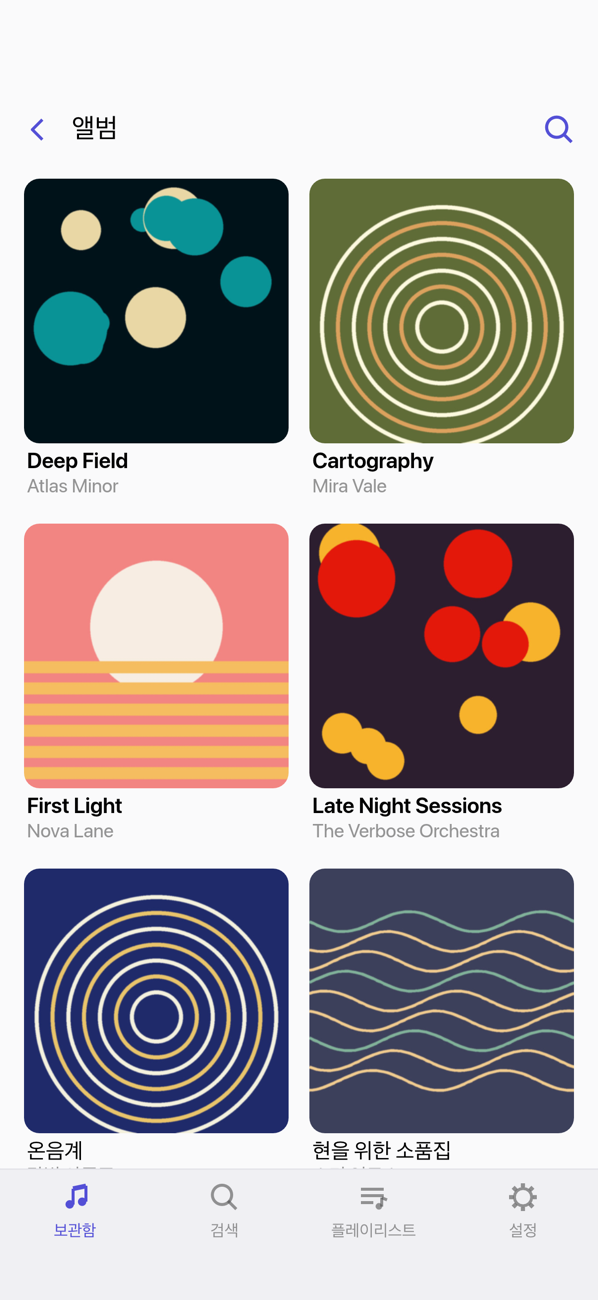 앨범
Deep Field
Cartography
Atlas Minor
Mira Vale
First Light
Late Night Sessions
Nova Lane
The Verbose Orchestra
온음계
현을 위한 소품집
보관함
검색
플레이리스트
설정